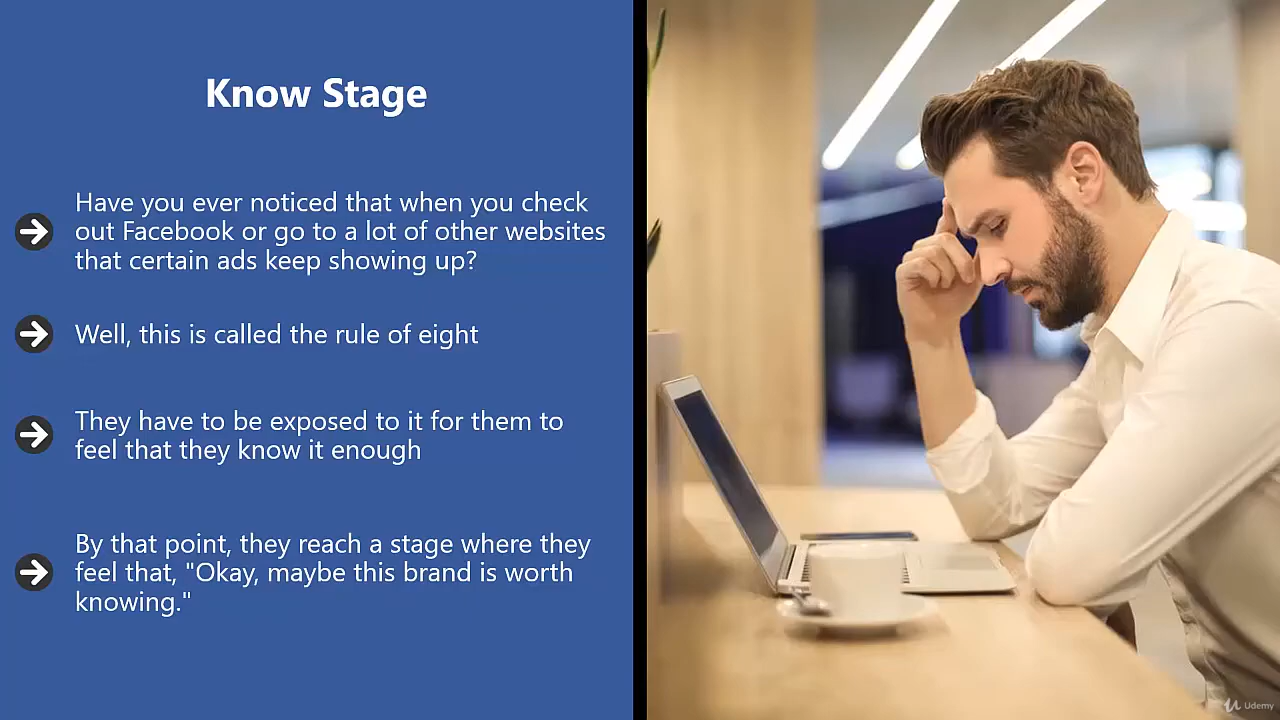 Know Stage
Have you ever noticed that when you check
out Facebook or go to a lot of other websites
that certain ads keep showing up?
Well, this is called the rule of eight
They have to be exposed to it for them to
feel that they know it enough
By that point, they reach a stage where they
feel that, "Okay, maybe this brand is worth
knowing."
Udemy